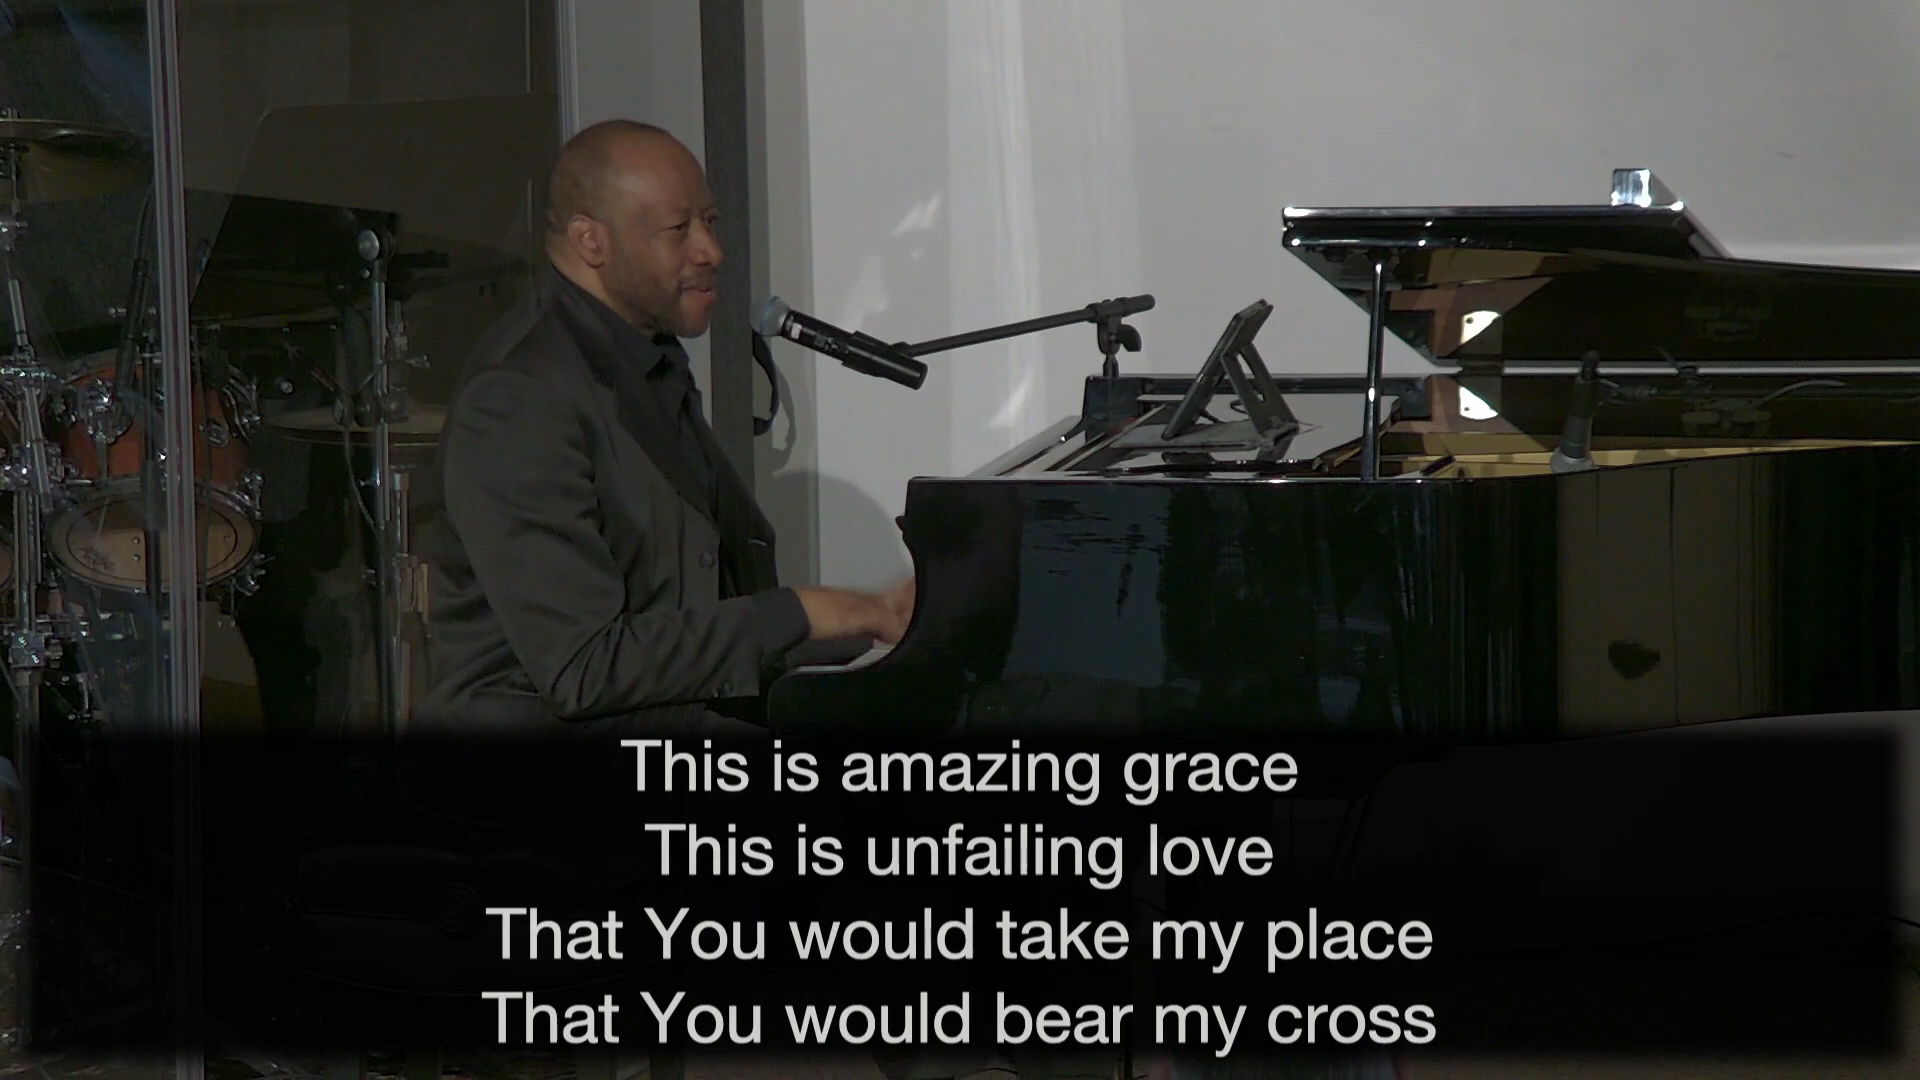 This is amazing grace
This is unfailing love
That You would take my place
That You would bear my cross